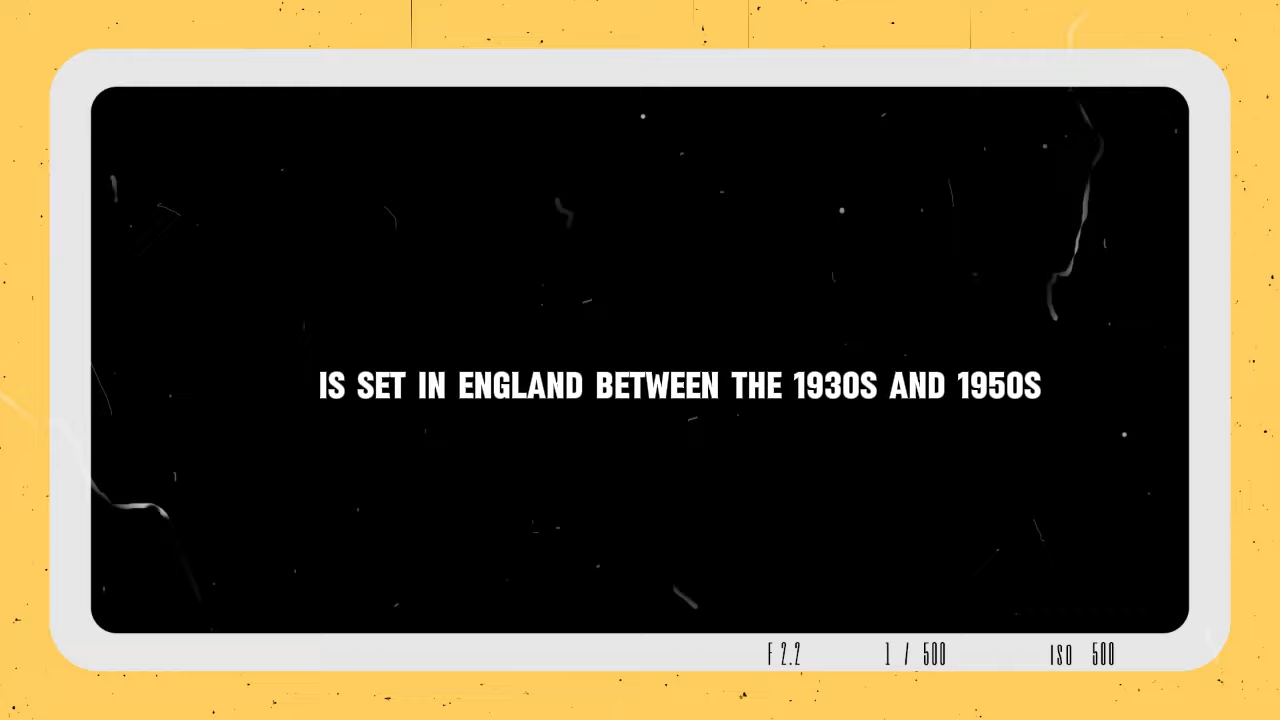 IS SET IN ENGLAND BETWEEN THE 1930S AND 1950S
F 2.2 1 / 500 ISO 500